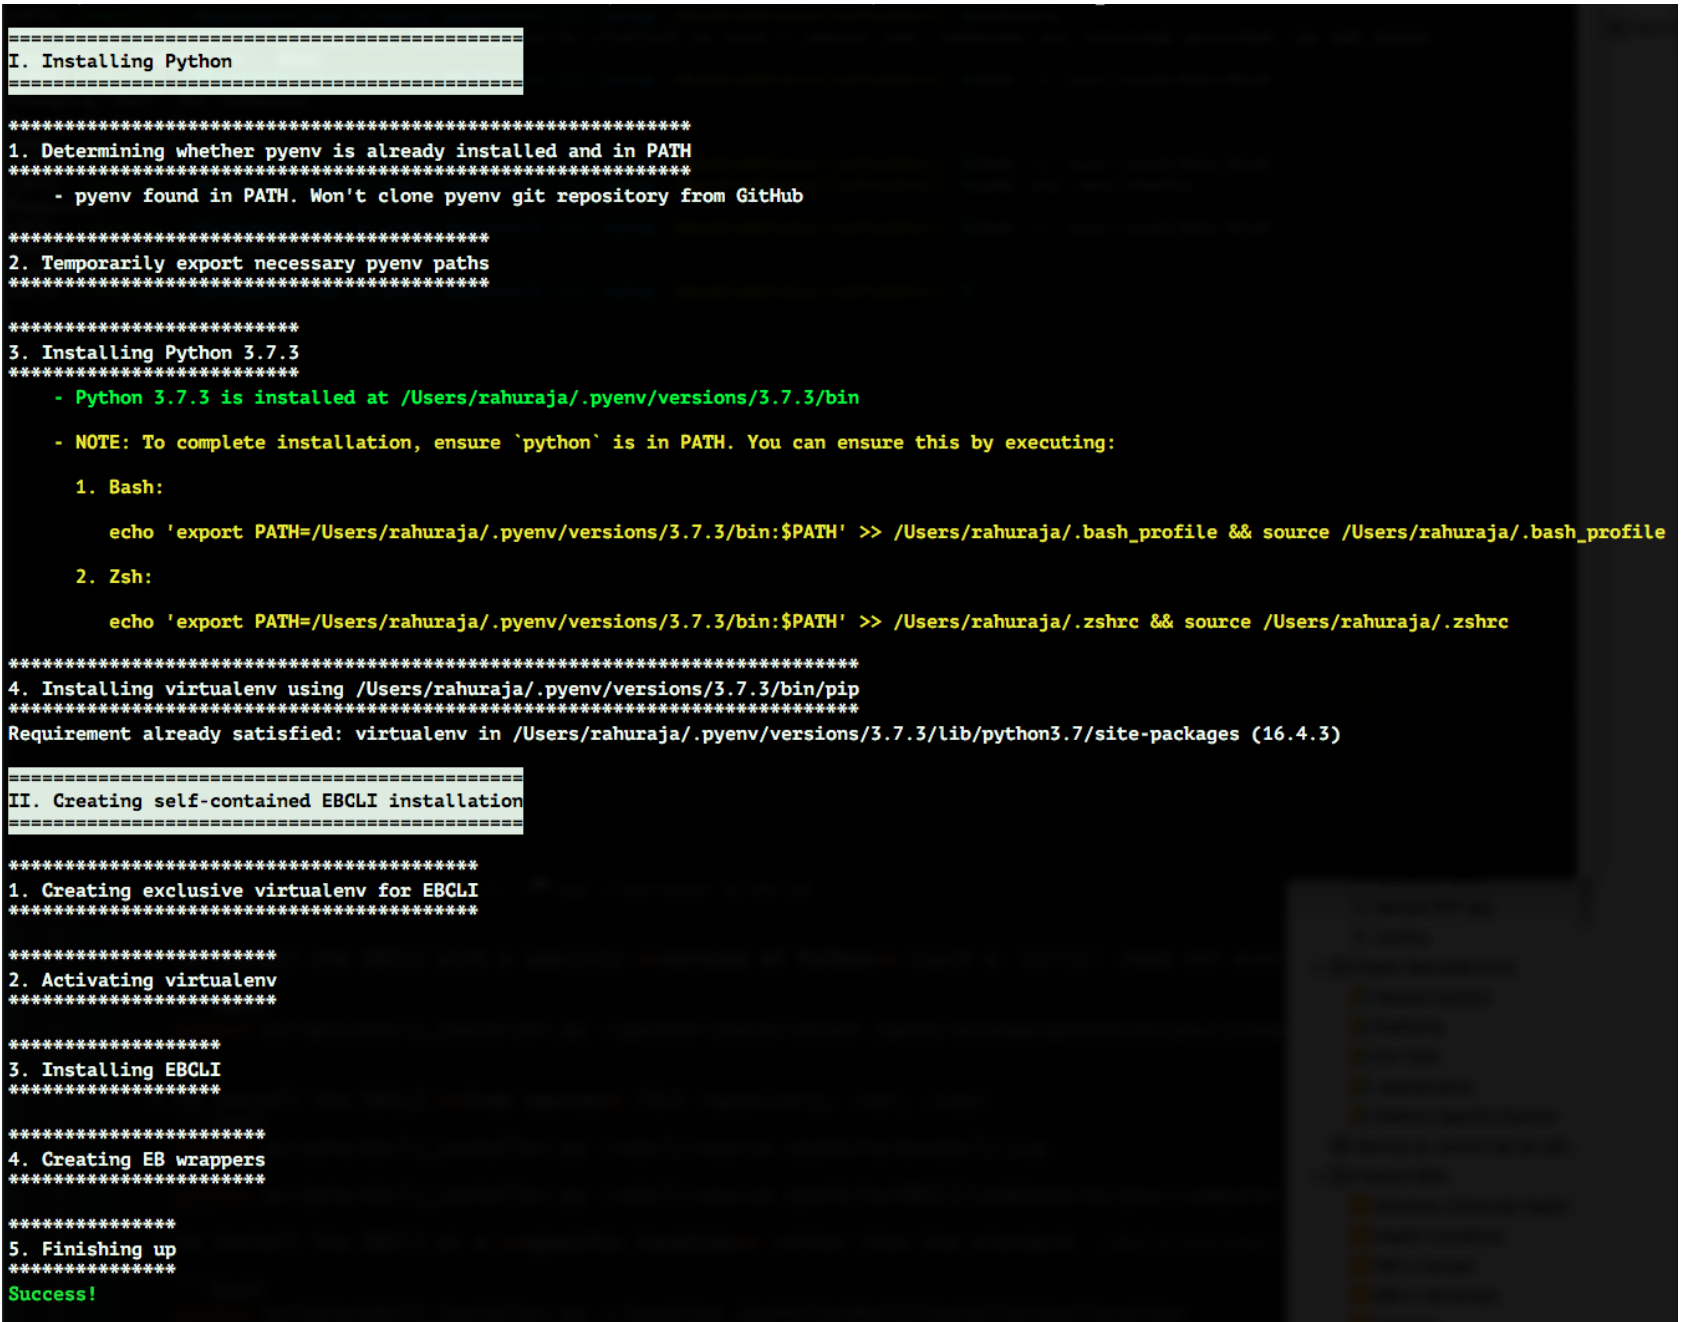 ==============================================
I. Installing Python
==============================================
*************************************************************
1. Determining whether pyenv is already installed and in PATH
*************************************************************
- pyenv found in PATH. Won't clone pyenv git repository from GitHub
*******************************************
2. Temporarily export necessary pyenv paths
*******************************************
**************************
3. Installing Python 3.7.3
**************************
- Python 3.7.3 is installed at /Users/rahuraja/.pyenv/versions/3.7.3/bin
- NOTE: To complete installation, ensure `python` is in PATH. You can ensure this by executing:
1. Bash:
echo 'export PATH=/Users/rahuraja/.pyenv/versions/3.7.3/bin:$PATH' >> /Users/rahuraja/.bash_profile && source /Users/rahuraja/.bash_profile
2. Zsh:
echo 'export PATH=/Users/rahuraja/.pyenv/versions/3.7.3/bin:$PATH' >> /Users/rahuraja/.zshrc && source /Users/rahuraja/.zshrc
****************************************************************************
4. Installing virtualenv using /Users/rahuraja/.pyenv/versions/3.7.3/bin/pip
****************************************************************************
Requirement already satisfied: virtualenv in /Users/rahuraja/.pyenv/versions/3.7.3/lib/python3.7/site-packages (16.4.3)
==============================================
II. Creating self-contained EBCLI installation
==============================================
******************************************
1. Creating exclusive virtualenv for EBCLI
******************************************
************************
2. Activating virtualenv
************************
*******************
3. Installing EBCLI
*******************
***********************
4. Creating EB wrappers
***********************
***************
5. Finishing up
***************
Success!